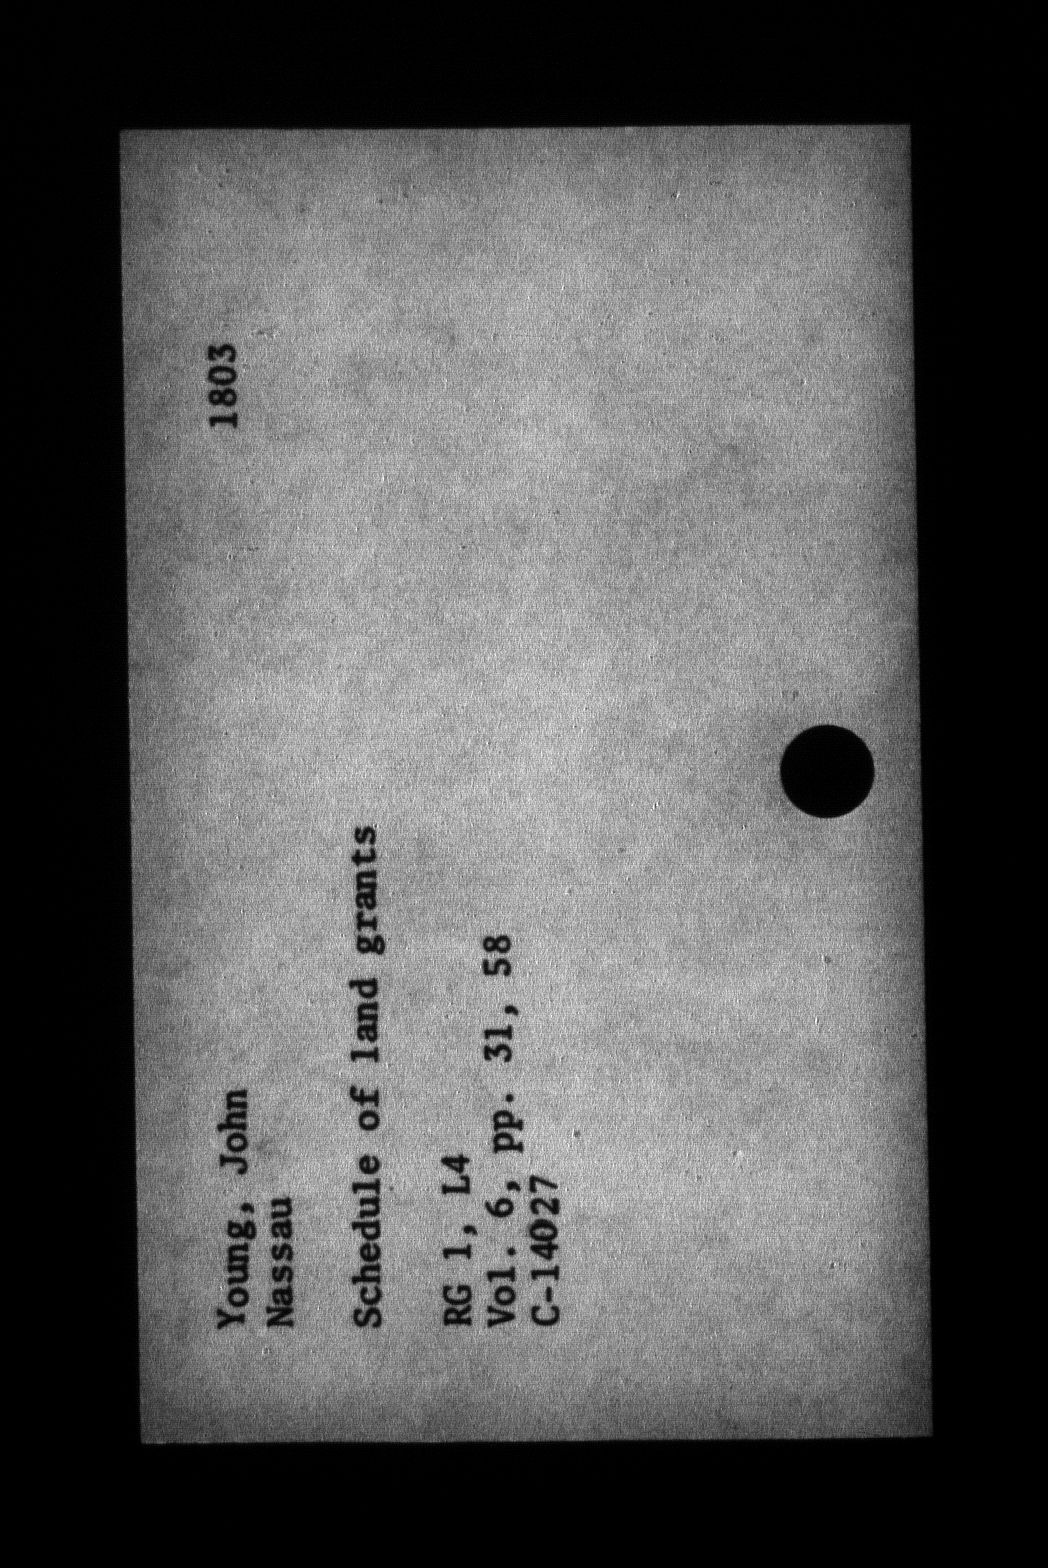 Young, John 1803
Nassau
Schedule of land grants
RG 1, L4
Vol. 6, pp. 31, 58
C-14027